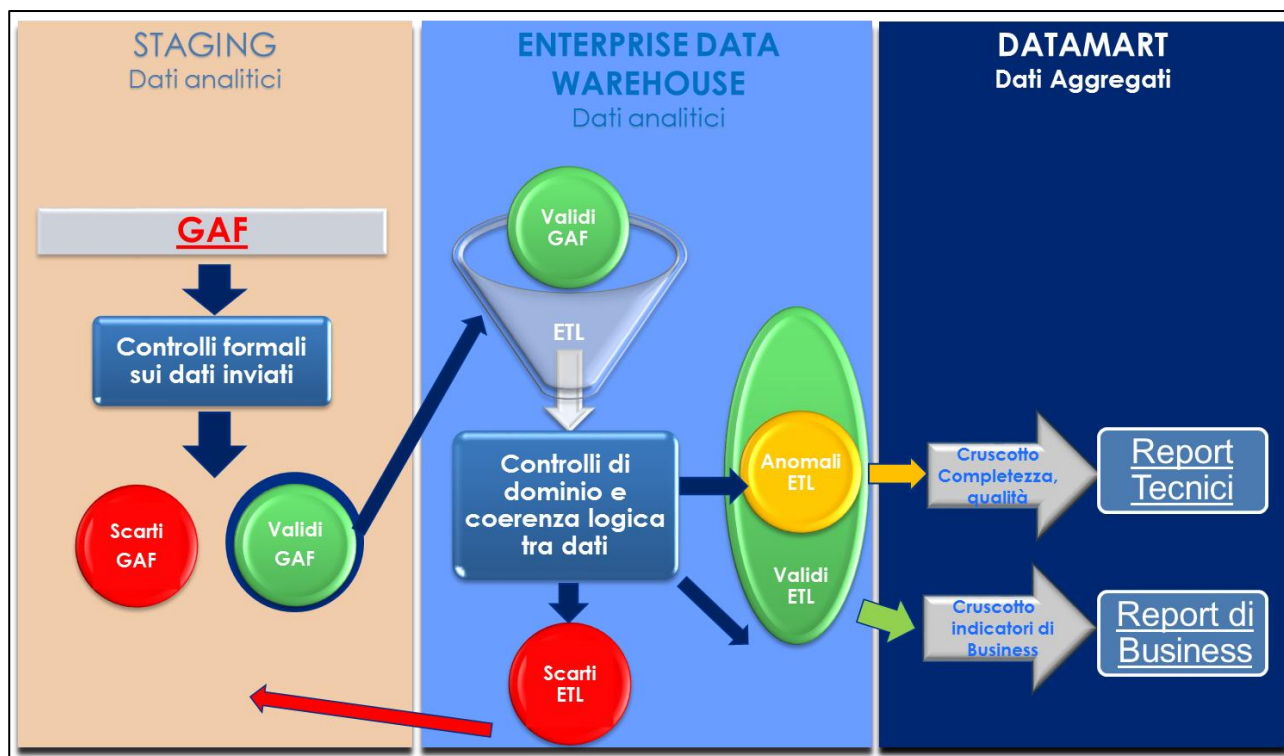 STAGING
Dati analitici
GAF
Controlli formali
sui dati inviati
Scarti
GAF
Validi
GAF
ENTERPRISE DATA
WAREHOUSE
Dati analitici
Validi
GAF
ETL
Controlli di
dominio e
coerenza logica
tra dati
Scarti
ETL
Anomali
ETL
Validi
ETL
DATAMART
Dati Aggregati
Cruscotto
Completezza,
qualità
Report
Tecnici
Cruscotto
indicatori di
Business
Report di
Business